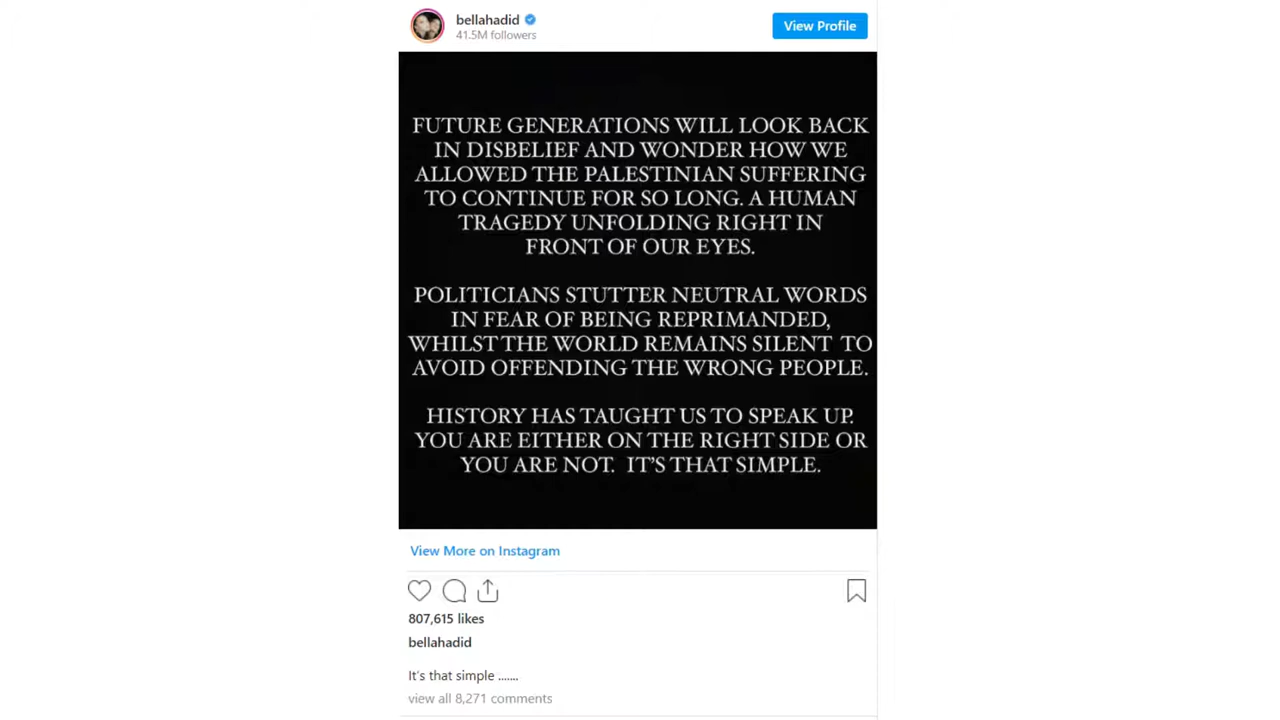 bellahadid
41.5M followers
View Profile
FUTURE GENERATIONS WILL LOOK BACK
IN DISBELIEF AND WONDER HOW WE
ALLOWED THE PALESTINIAN SUFFERING
TO CONTINUE FOR SO LONG. A HUMAN
TRAGEDY UNFOLDING RIGHT IN
FRONT OF OUR EYES.
POLITICIANS STUTTER NEUTRAL WORDS
IN FEAR OF BEING REPRIMANDED,
WHILST THE WORLD REMAINS SILENT TO
AVOID OFFENDING THE WRONG PEOPLE.
HISTORY HAS TAUGHT US TO SPEAK UP.
YOU ARE EITHER ON THE RIGHT SIDE OR
YOU ARE NOT. IT'S THAT SIMPLE.
View More on Instagram
807,615 likes
bellahadid
It's that simple .......
view all 8,271 comments